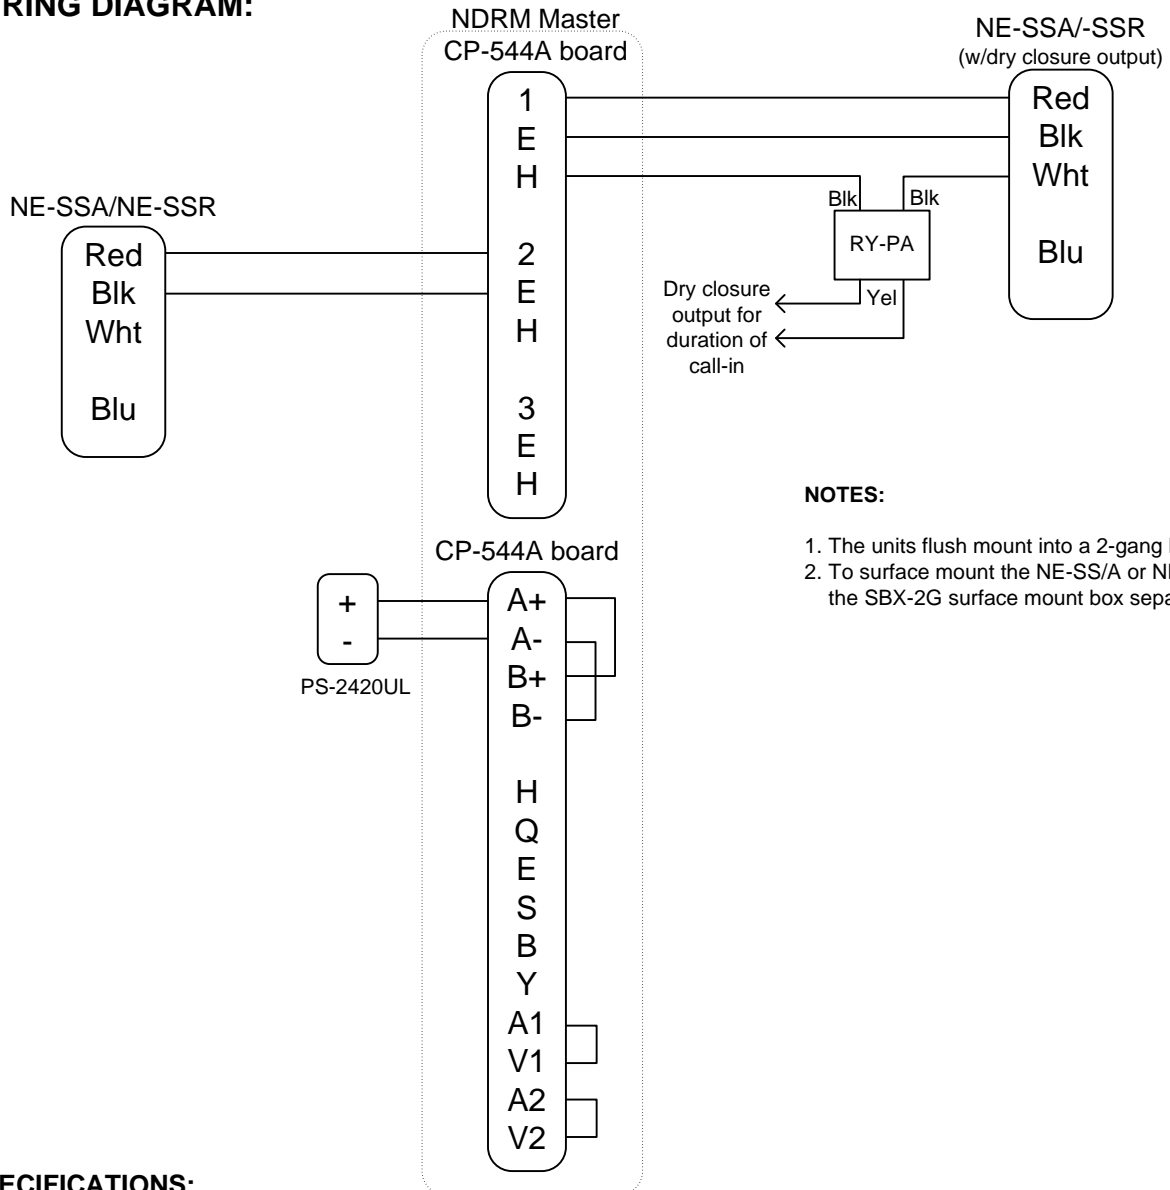 RING DIAGRAM:
NDRM Master
CP-544A board
1
E
H
2
E
H
3
E
H
NE-SSA/-SSR
(w/dry closure output)
Red
Blk
Wht
Blu
Blk
Blk
RY-PA
Yel
Dry closure
output for
duration of
call-in
NE-SSA/NE-SSR
Red
Blk
Wht
Blu
NOTES:
1. The units flush mount into a 2-gang
2. To surface mount the NE-SS/A or
the SBX-2G surface mount box
CP-544A board
+
-
PS-2420UL
A+
A-
B+
B-
H
Q
E
S
B
Y
A1
V1
A2
V2
ECIFICATIONS: